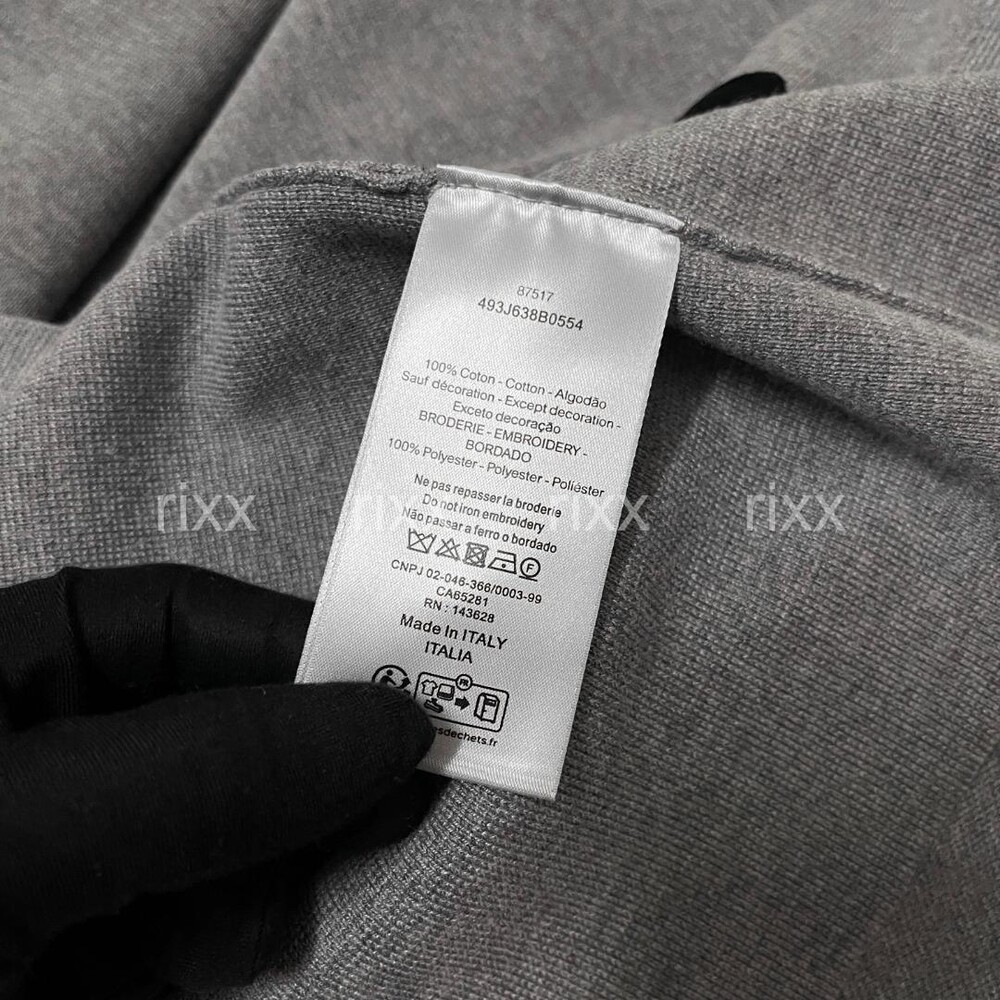 87517
493J638B0554
100% Coton - Cotton - Algodão
Sauf décoration - Except decoration -
Exceto decoração
BRODERIE - EMBROIDERY -
BORDADO
100% Polyester - Polyester - Poliéster
Ne pas repasser la broderie
Do not iron embroidery
Não passar a ferro o bordado
rixx rixx rixx rixx
F
CNPJ 02-046-366/0003-99
CA65281
RN : 143628
Made In ITALY
ITALIA
FR